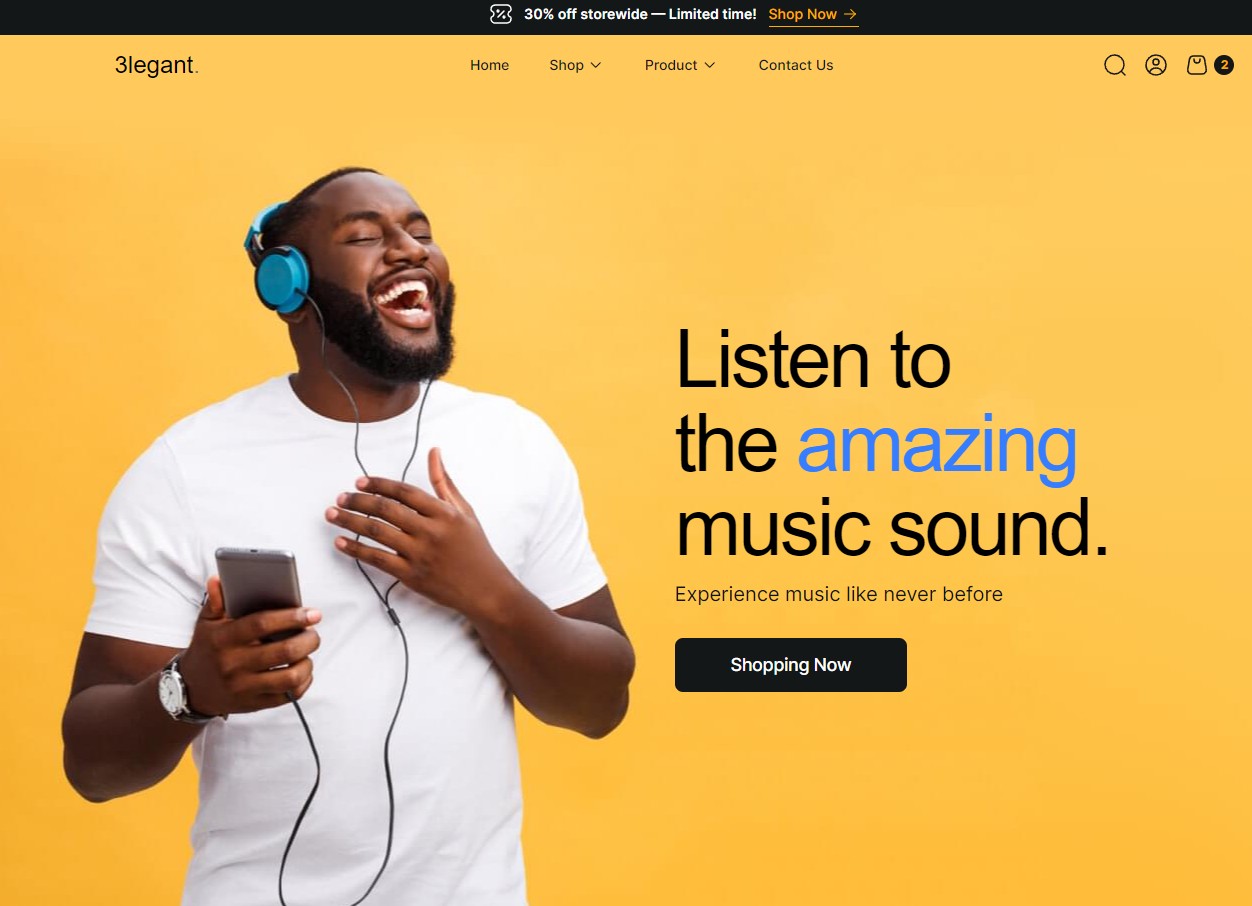 30% off storewide — Limited time! Shop Now →
3legant.
Home Shop Product Contact Us
2
Listen to
the amazing
music sound.
Experience music like never before
Shopping Now